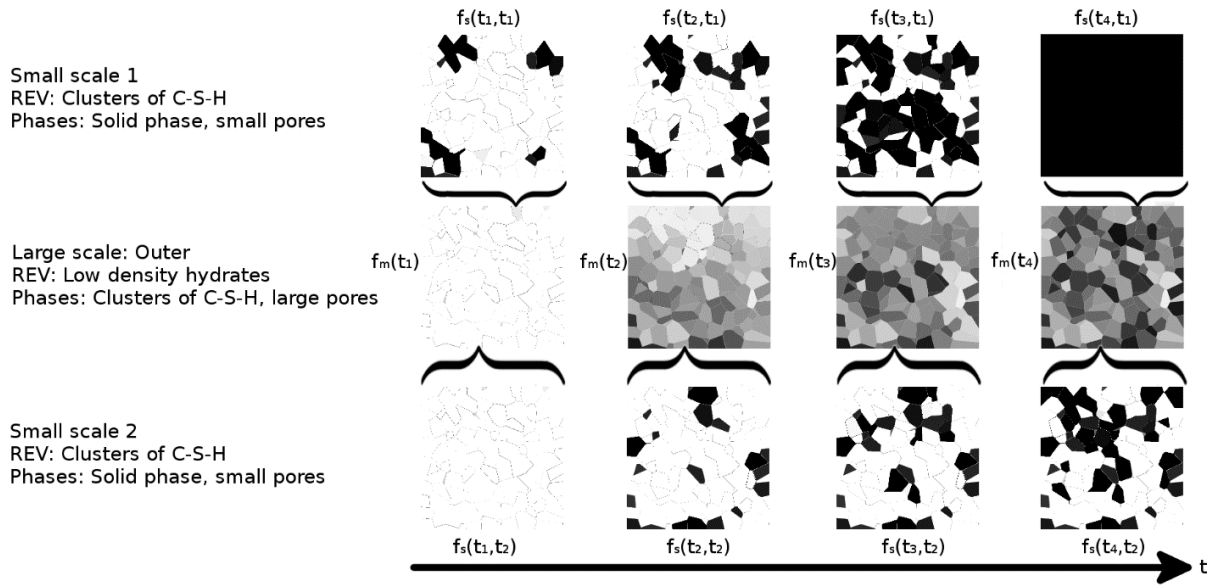 fs(t1,t1) fs(t2,t1) fs(t3,t1) fs(t4,t1)
Small scale 1
REV: Clusters of C-S-H
Phases: Solid phase, small pores
Large scale: Outer
REV: Low density hydrates
Phases: Clusters of C-S-H, large pores
fm(t1) fm(t2) fm(t3) fm(t4)
Small scale 2
REV: Clusters of C-S-H
Phases: Solid phase, small pores
fs(t1,t2) fs(t2,t2) fs(t3,t2) fs(t4,t2)
t